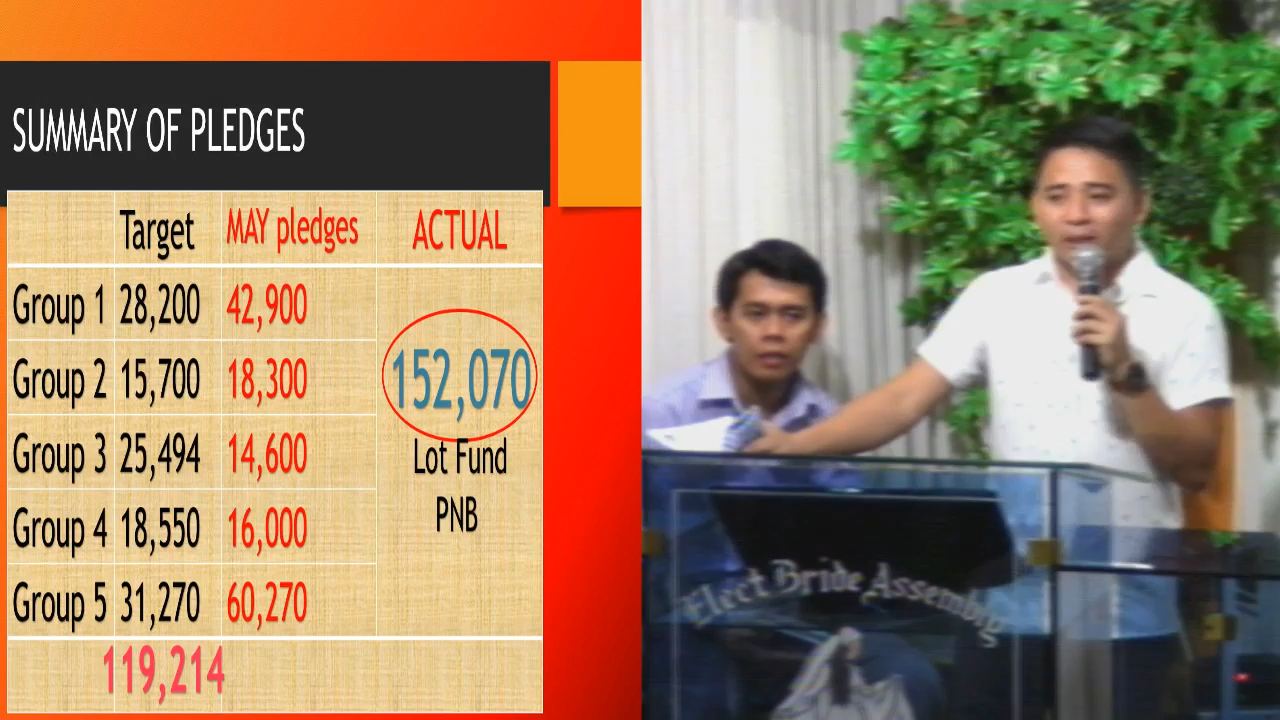 SUMMARY OF PLEDGES
Target MAY pledges ACTUAL
Group 1 28,200 42,900
Group 2 15,700 18,300
152,070
Group 3 25,494 14,600
Lot Fund
PNB
Group 4 18,550 16,000
Group 5 31,270 60,270
119,214
Elect Bride Assembly